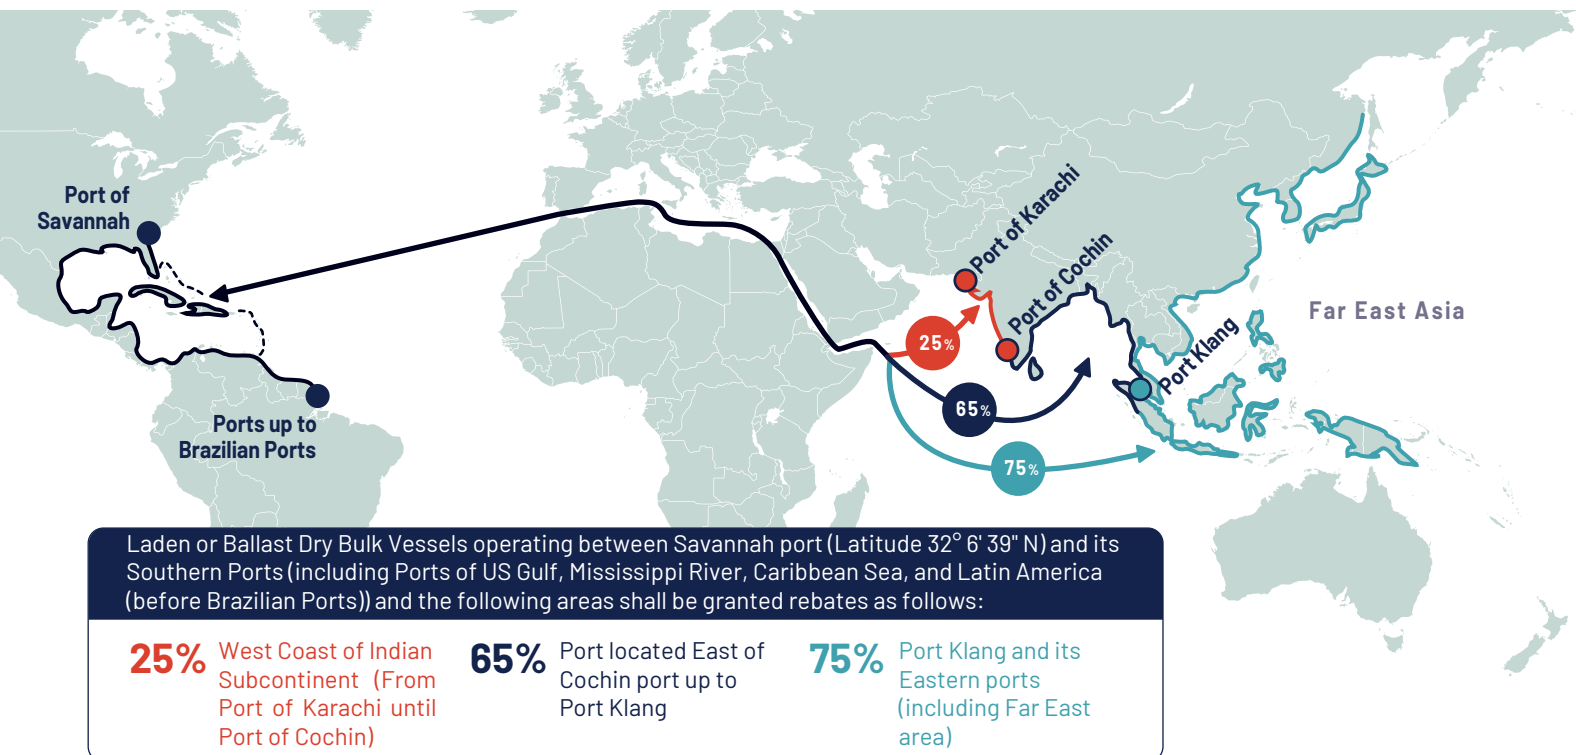 Port of
Savannah
Port of Karachi
Port of Cochin
Far East Asia
Port Klang
25%
65%
75%
Ports up to
Brazilian Ports
Laden or Ballast Dry Bulk Vessels operating between Savannah port (Latitude 32° 6' 39" N) and its
Southern Ports (including Ports of US Gulf, Mississippi River, Caribbean Sea, and Latin America
(before Brazilian Ports)) and the following areas shall be granted rebates as follows:
25%
West Coast of Indian
Subcontinent (From
Port of Karachi until
Port of Cochin)
65%
Port located East of
Cochin port up to
Port Klang
75%
Port Klang and its
Eastern ports
(including Far East
area)